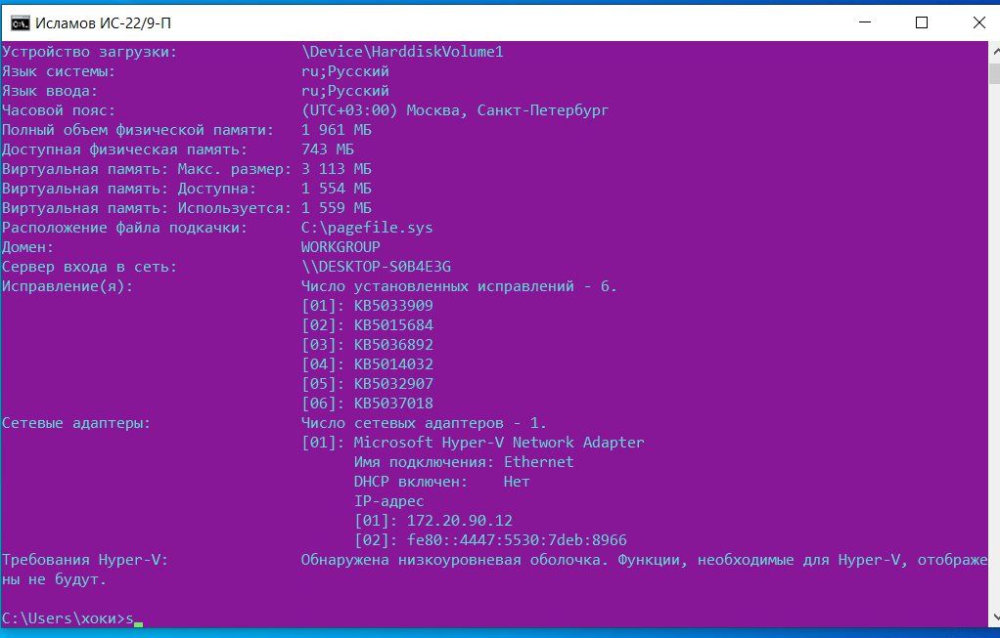 Исламов ИС-22/9-П
Устройство загрузки: \Device\HarddiskVolume1
Язык системы: ru;Русский
Язык ввода: ru;Русский
Часовой пояс: (UTC+03:00) Москва, Санкт-Петербург
Полный объем физической памяти: 1 961 МБ
Доступная физическая память: 743 МБ
Виртуальная память: Макс. размер: 3 113 МБ
Виртуальная память: Доступна: 1 554 МБ
Виртуальная память: Используется: 1 559 МБ
Расположение файла подкачки: C:\pagefile.sys
Домен: WORKGROUP
Сервер входа в сеть: \\DESKTOP-S0B4E3G
Исправление(я): Число установленных исправлений - 6.
[01]: KB5033909
[02]: KB5015684
[03]: KB5036892
[04]: KB5014032
[05]: KB5032907
[06]: KB5037018
Сетевые адаптеры: Число сетевых адаптеров - 1.
[01]: Microsoft Hyper-V Network Adapter
Имя подключения: Ethernet
DHCP включен: Нет
IP-адрес
[01]: 172.20.90.12
[02]: fe80::4447:5530:7deb:8966
Требования Hyper-V: Обнаружена низкоуровневая оболочка. Функции, необходимые для Hyper-V, отображе
ны не будут.
C:\Users\хоки>s